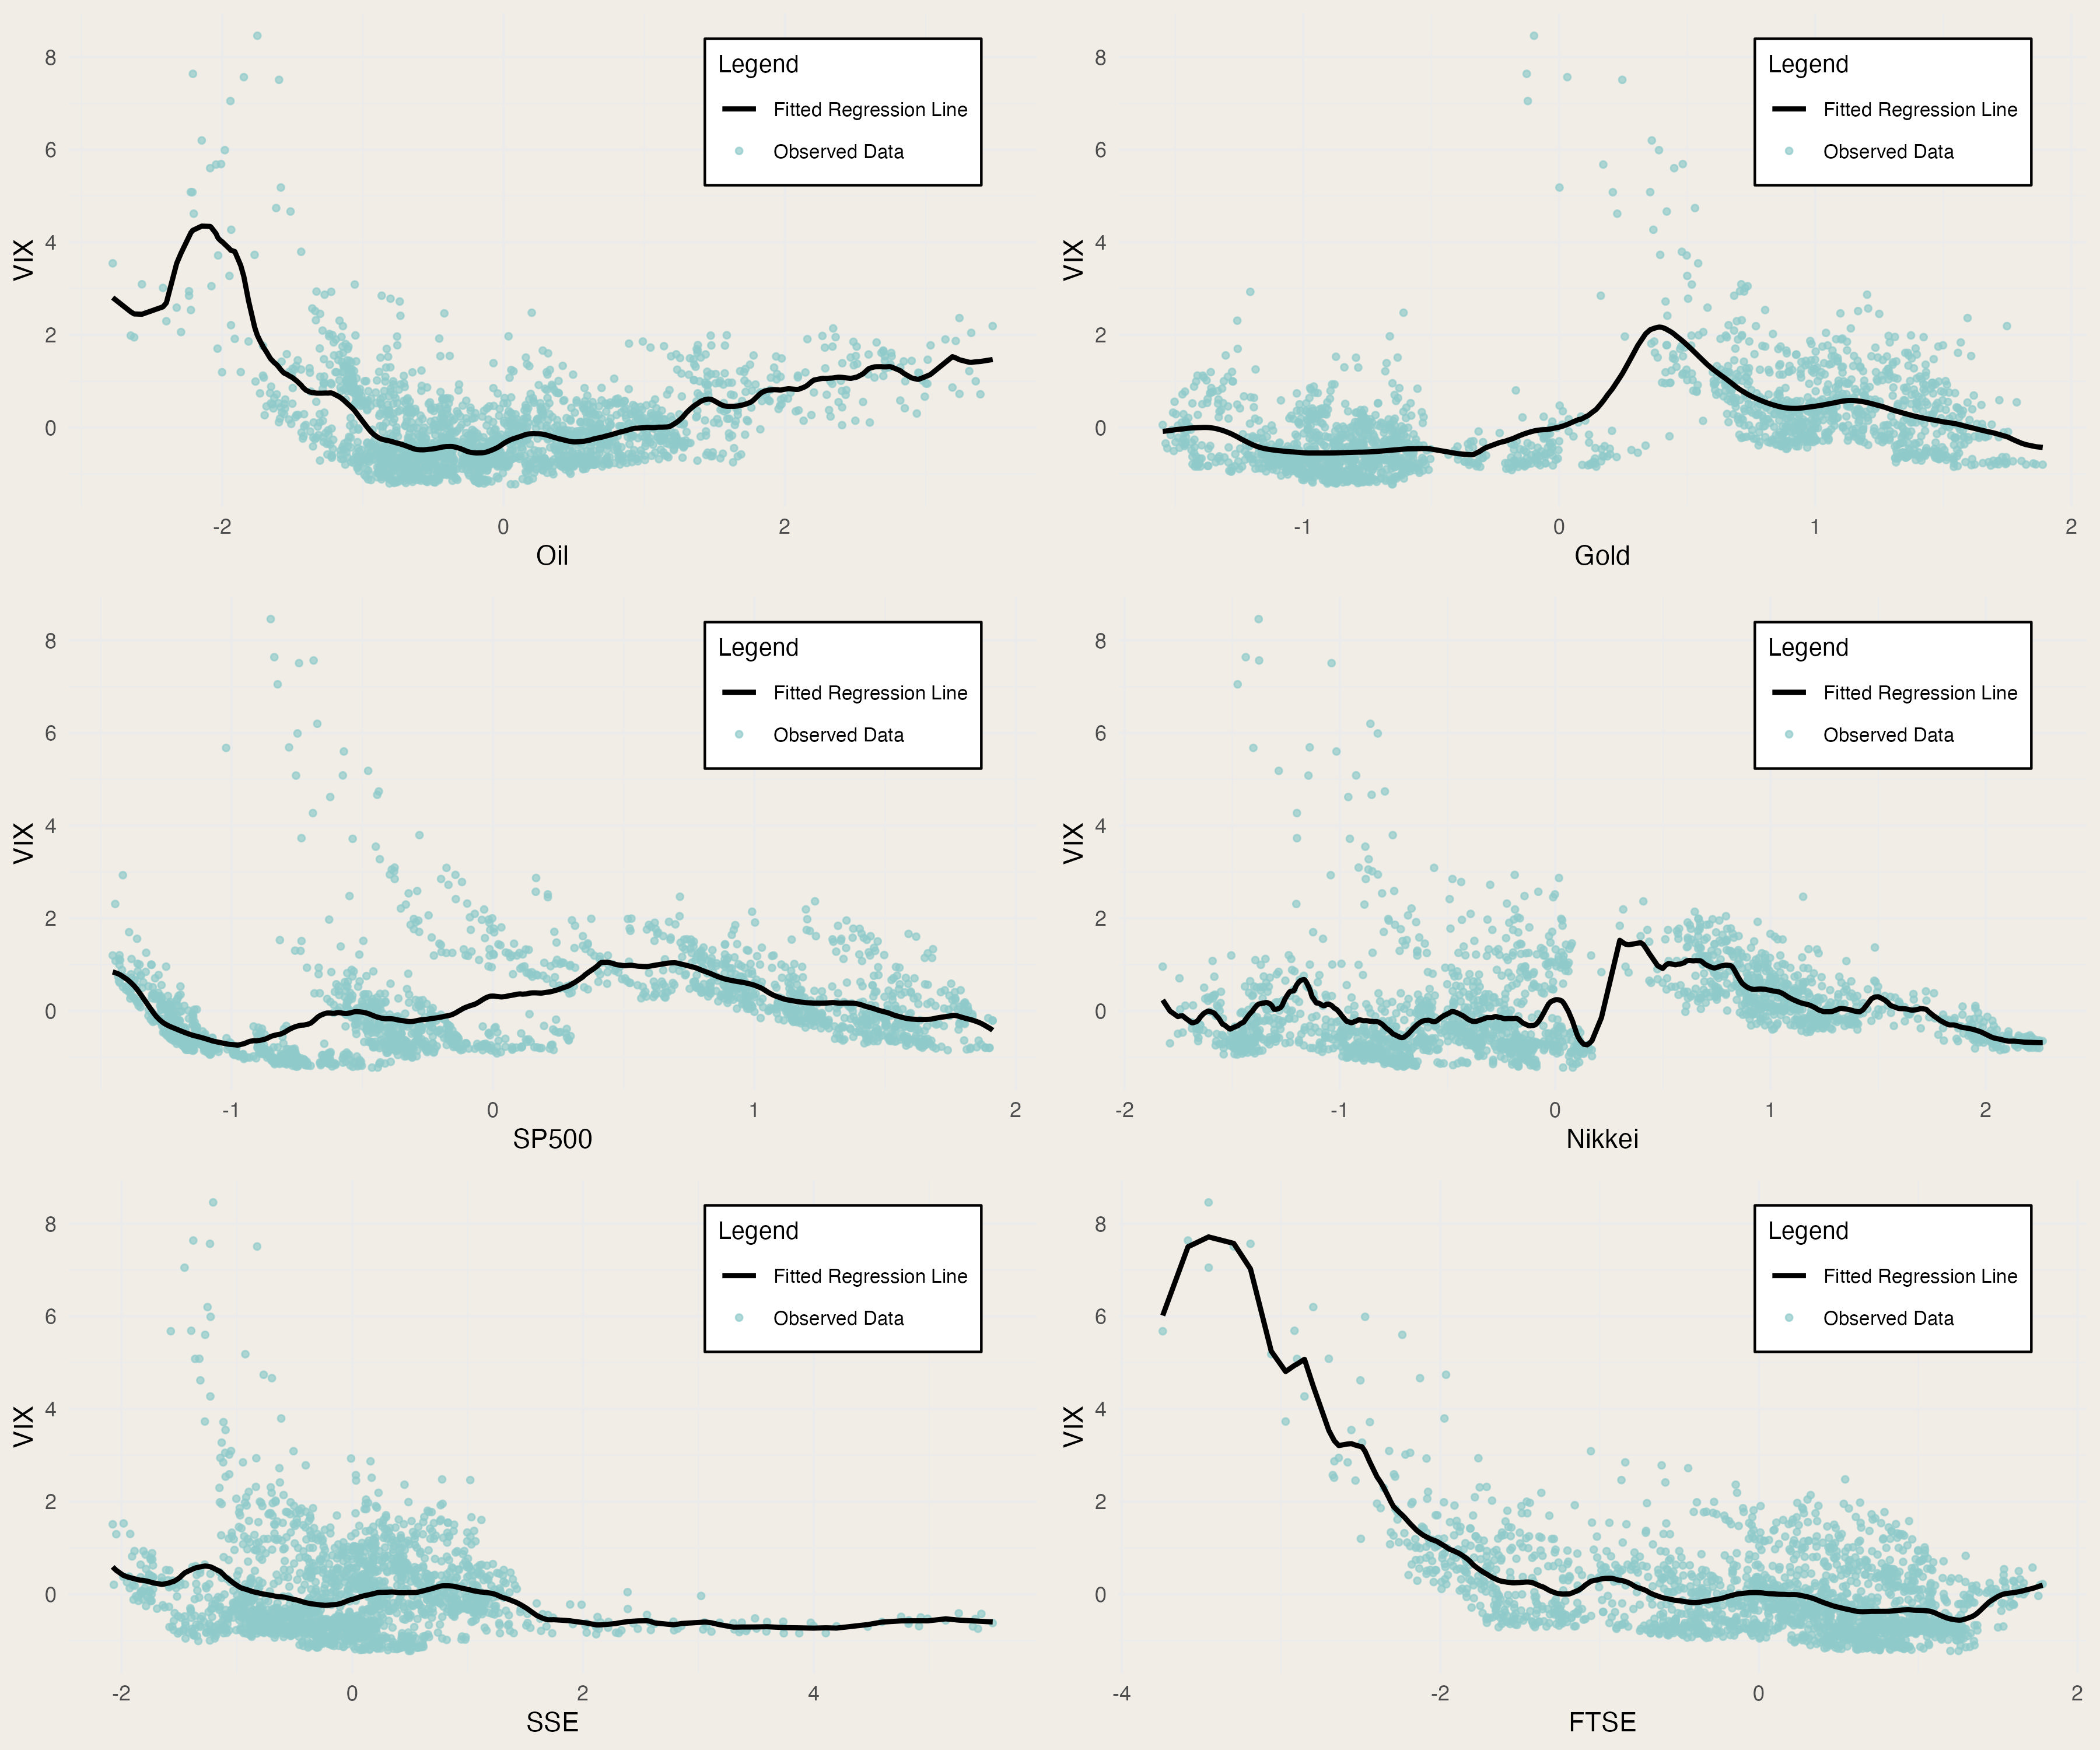 8
6
4
2
0
VIX
-2
0
2
Oil
Legend
Fitted Regression Line
Observed Data
8
6
4
2
0
VIX
-1
0
1
2
Gold
Legend
Fitted Regression Line
Observed Data
8
6
4
2
0
VIX
-1
0
1
2
SP500
Legend
Fitted Regression Line
Observed Data
8
6
4
2
0
VIX
-2
-1
0
1
2
Nikkei
Legend
Fitted Regression Line
Observed Data
8
6
4
2
0
VIX
-2
0
2
4
SSE
Legend
Fitted Regression Line
Observed Data
8
6
4
2
0
VIX
-4
-2
0
2
FTSE
Legend
Fitted Regression Line
Observed Data